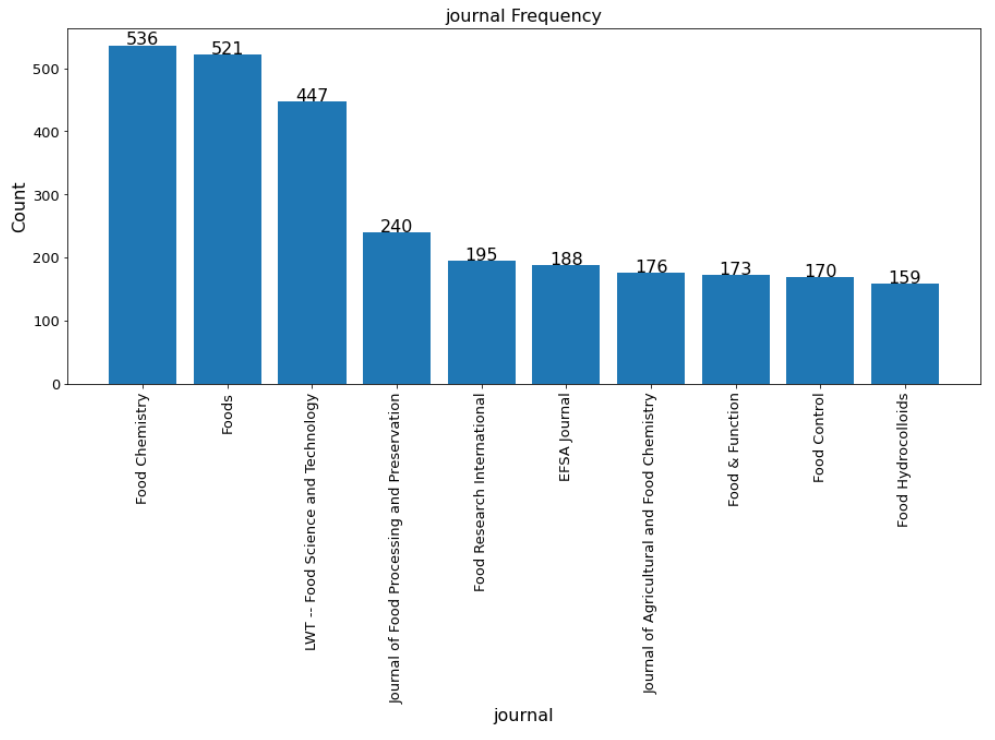 journal Frequency
Count
500
400
300
200
100
0
536
521
447
240
195
188
176
173
170
159
Food Chemistry
Foods
LWT -- Food Science and Technology
Journal of Food Processing and Preservation
Food Research International
EFSA Journal
Journal of Agricultural and Food Chemistry
Food & Function
Food Control
Food Hydrocolloids
journal